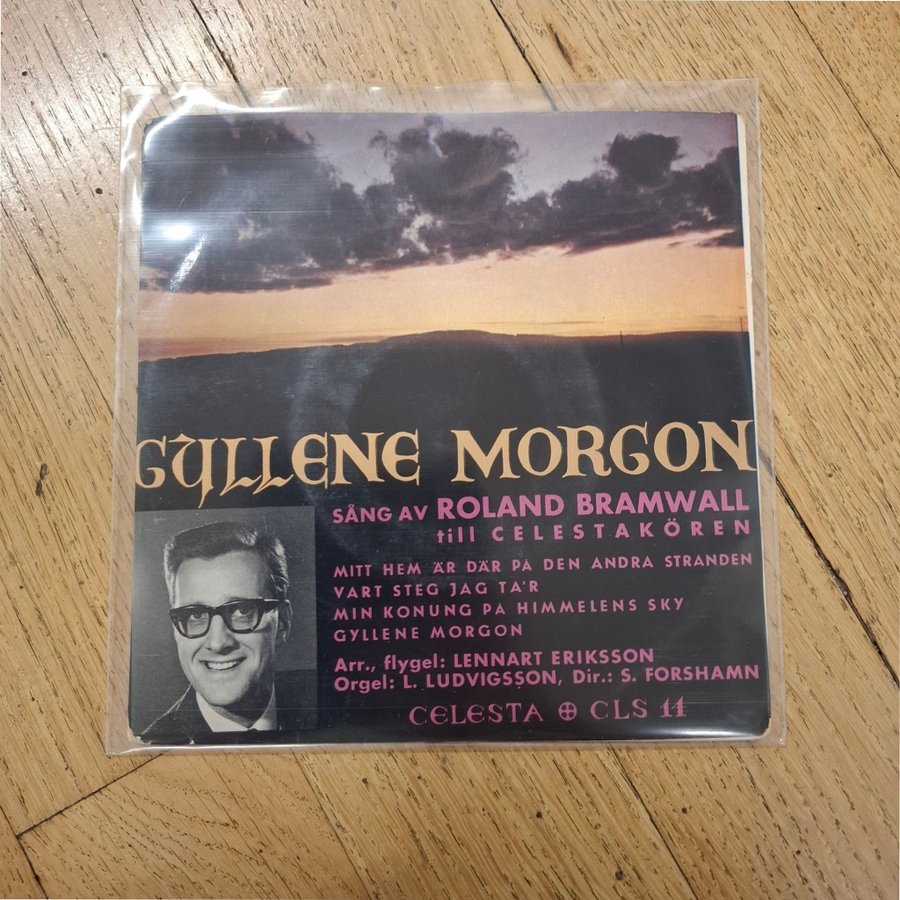 GYLLENE MORGON
SÅNG AV ROLAND BRAMWALL
till CELESTAKÖREN
MITT HEM ÄR DÄR PÅ DEN ANDRA STRANDEN
VART STEG JAG TA'R
MIN KONUNG PÅ HIMMELENS SKY
GYLLENE MORGON
Arr., flygel: LENNART ERIKSSON
Orgel: L. LUDVIGSSON, Dir.: S. FORSHAMN
CELESTA ⊕ CLS 11